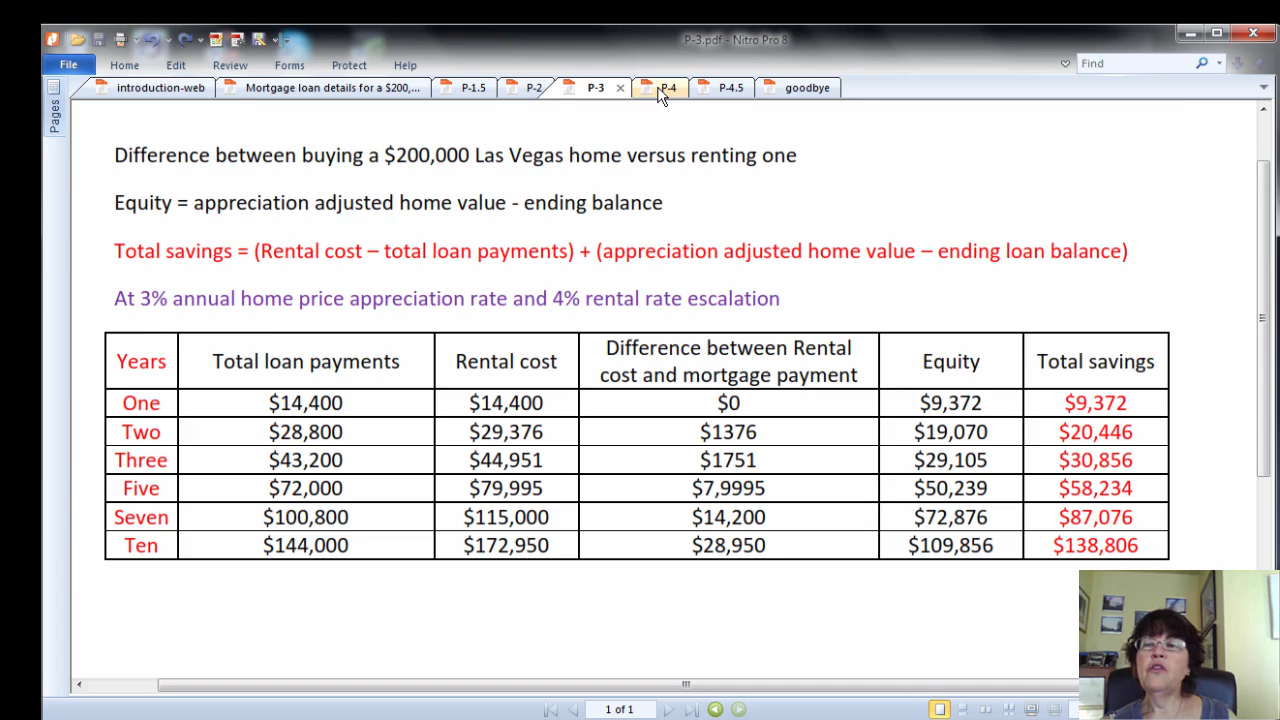 P-3.pdf - Nitro Pro 8
File Home Edit Review Forms Protect Help Find
introduction-web Mortgage loan details for a $200,... P-1.5 P-2 P-3 P-4 P-4.5 goodbye
Pages
Difference between buying a $200,000 Las Vegas home versus renting one
Equity = appreciation adjusted home value - ending balance
Total savings = (Rental cost – total loan payments) + (appreciation adjusted home value – ending loan balance)
At 3% annual home price appreciation rate and 4% rental rate escalation
Years Total loan payments Rental cost Difference between Rental cost and mortgage payment Equity Total savings
One $14,400 $14,400 $0 $9,372 $9,372
Two $28,800 $29,376 $1376 $19,070 $20,446
Three $43,200 $44,951 $1751 $29,105 $30,856
Five $72,000 $79,995 $7,9995 $50,239 $58,234
Seven $100,800 $115,000 $14,200 $72,876 $87,076
Ten $144,000 $172,950 $28,950 $109,856 $138,806
1 of 1